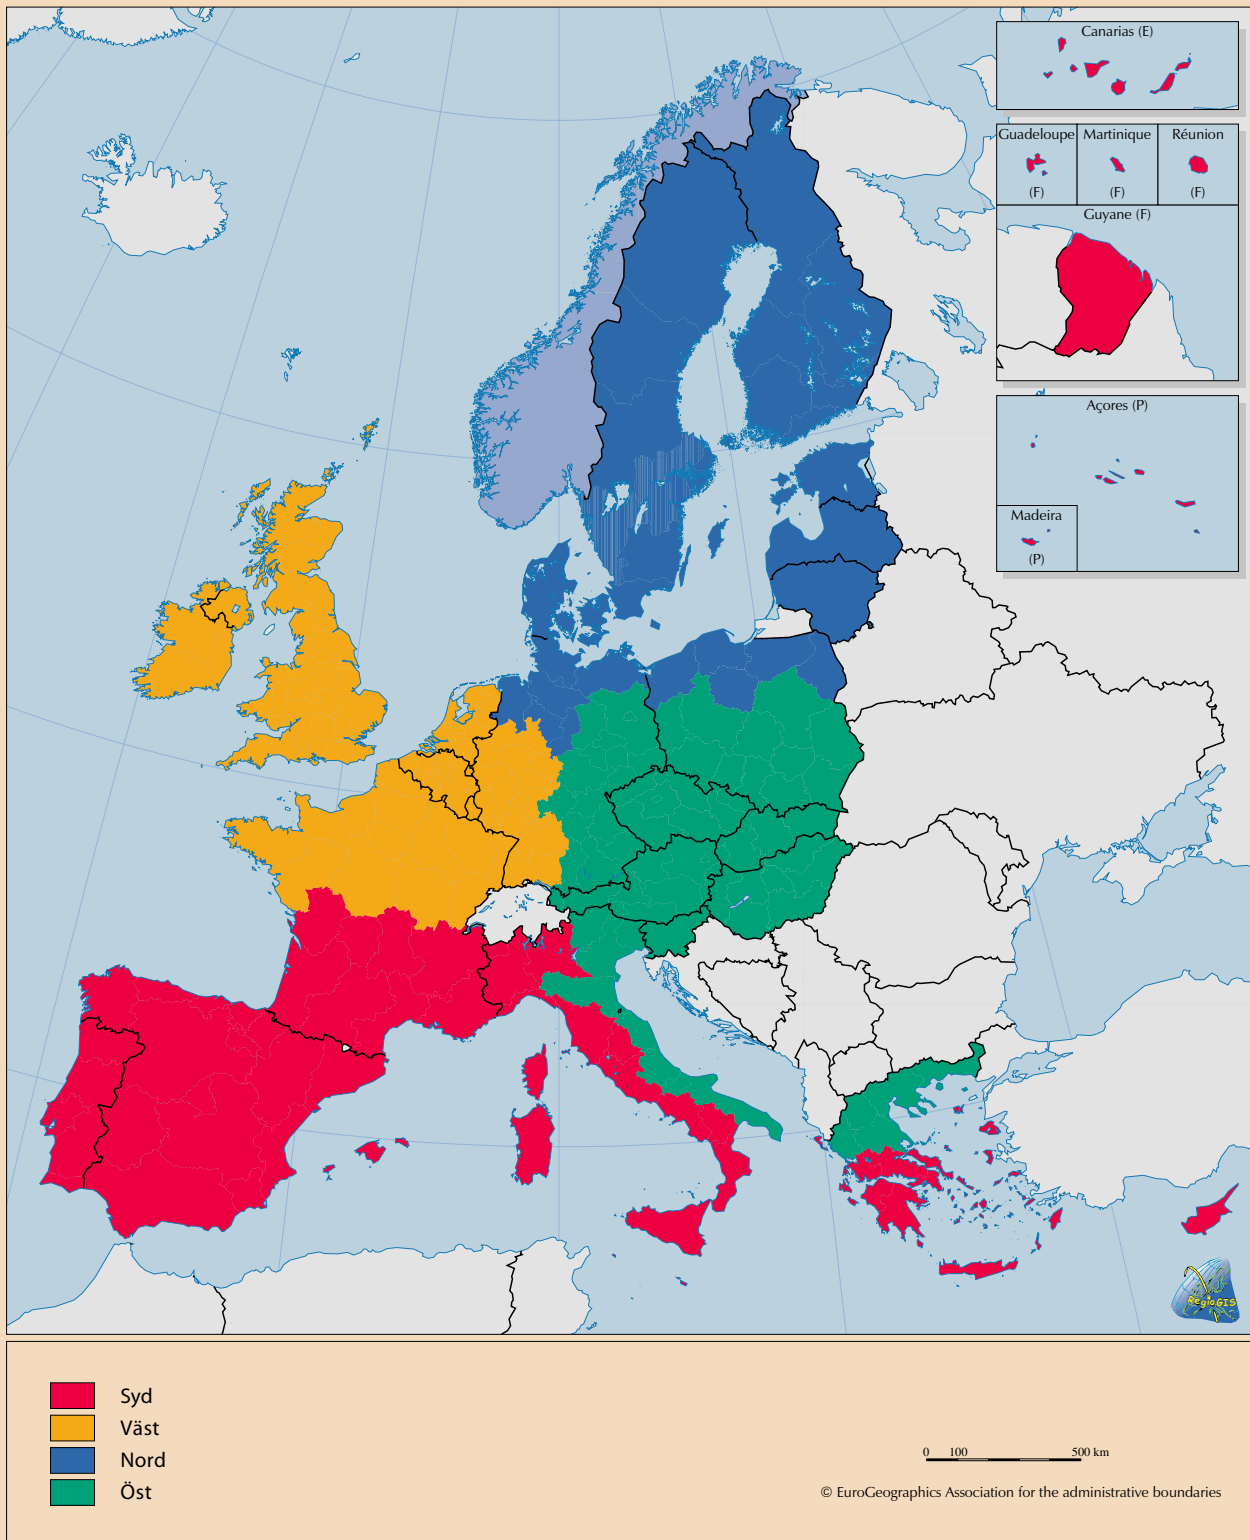 Canarias (E)
Guadeloupe
Martinique
Réunion
(F)
(F)
(F)
Guyane (F)
Açores (P)
Madeira
(P)
RegioGIS
Syd
Väst
Nord
Öst
0 100 500 km
© EuroGeographics Association for the administrative boundaries